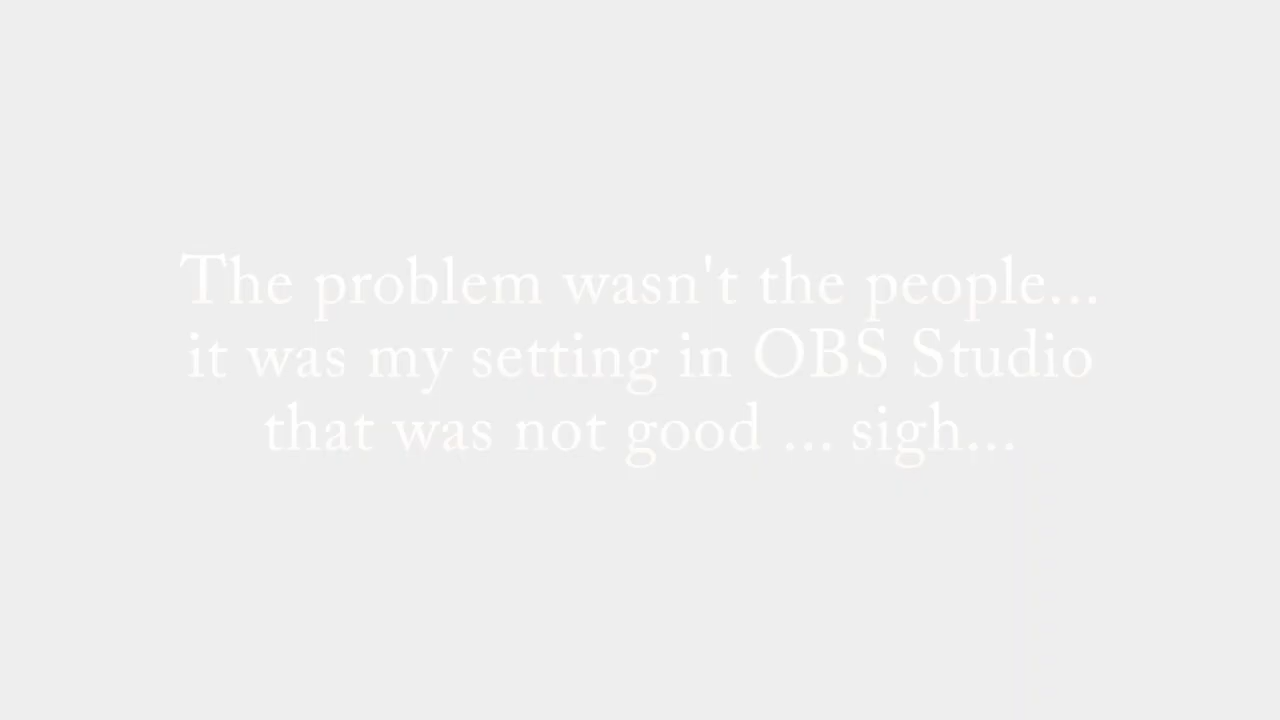 The problem wasn't the people...
it was my setting in OBS Studio
that was not good ... sigh...